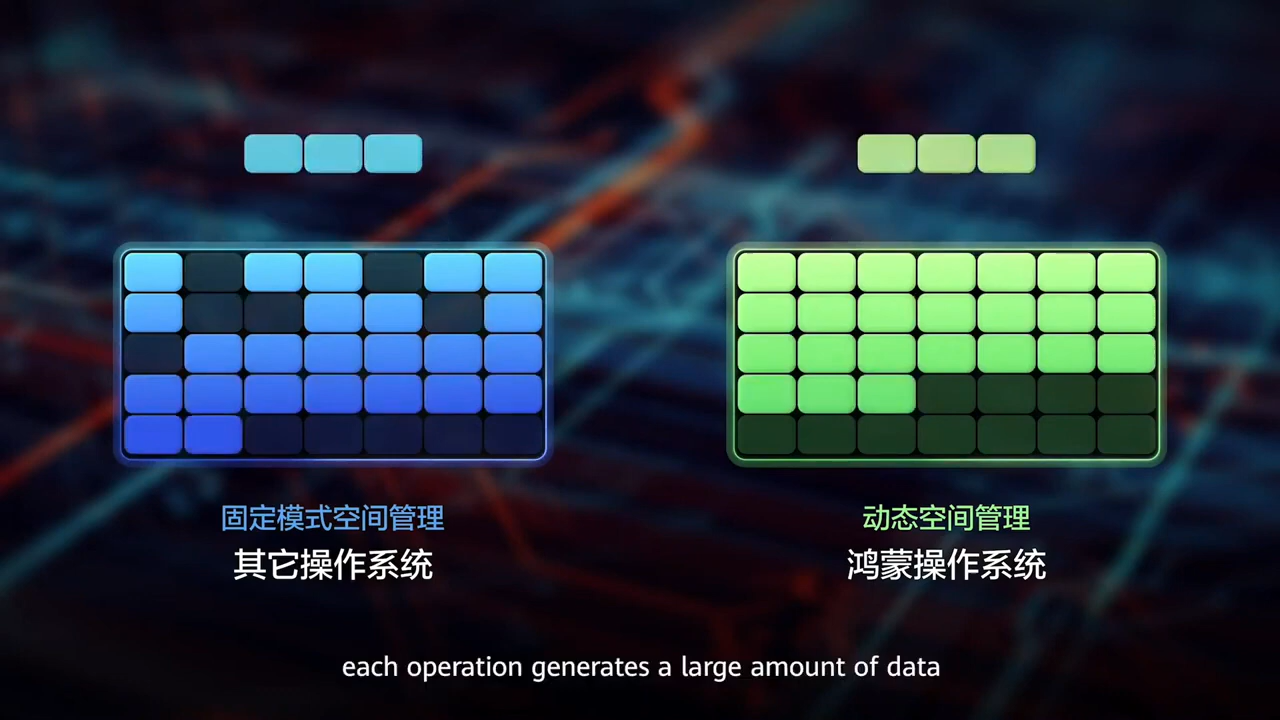 固定模式空间管理
其它操作系统
动态空间管理
鸿蒙操作系统
each operation generates a large amount of data